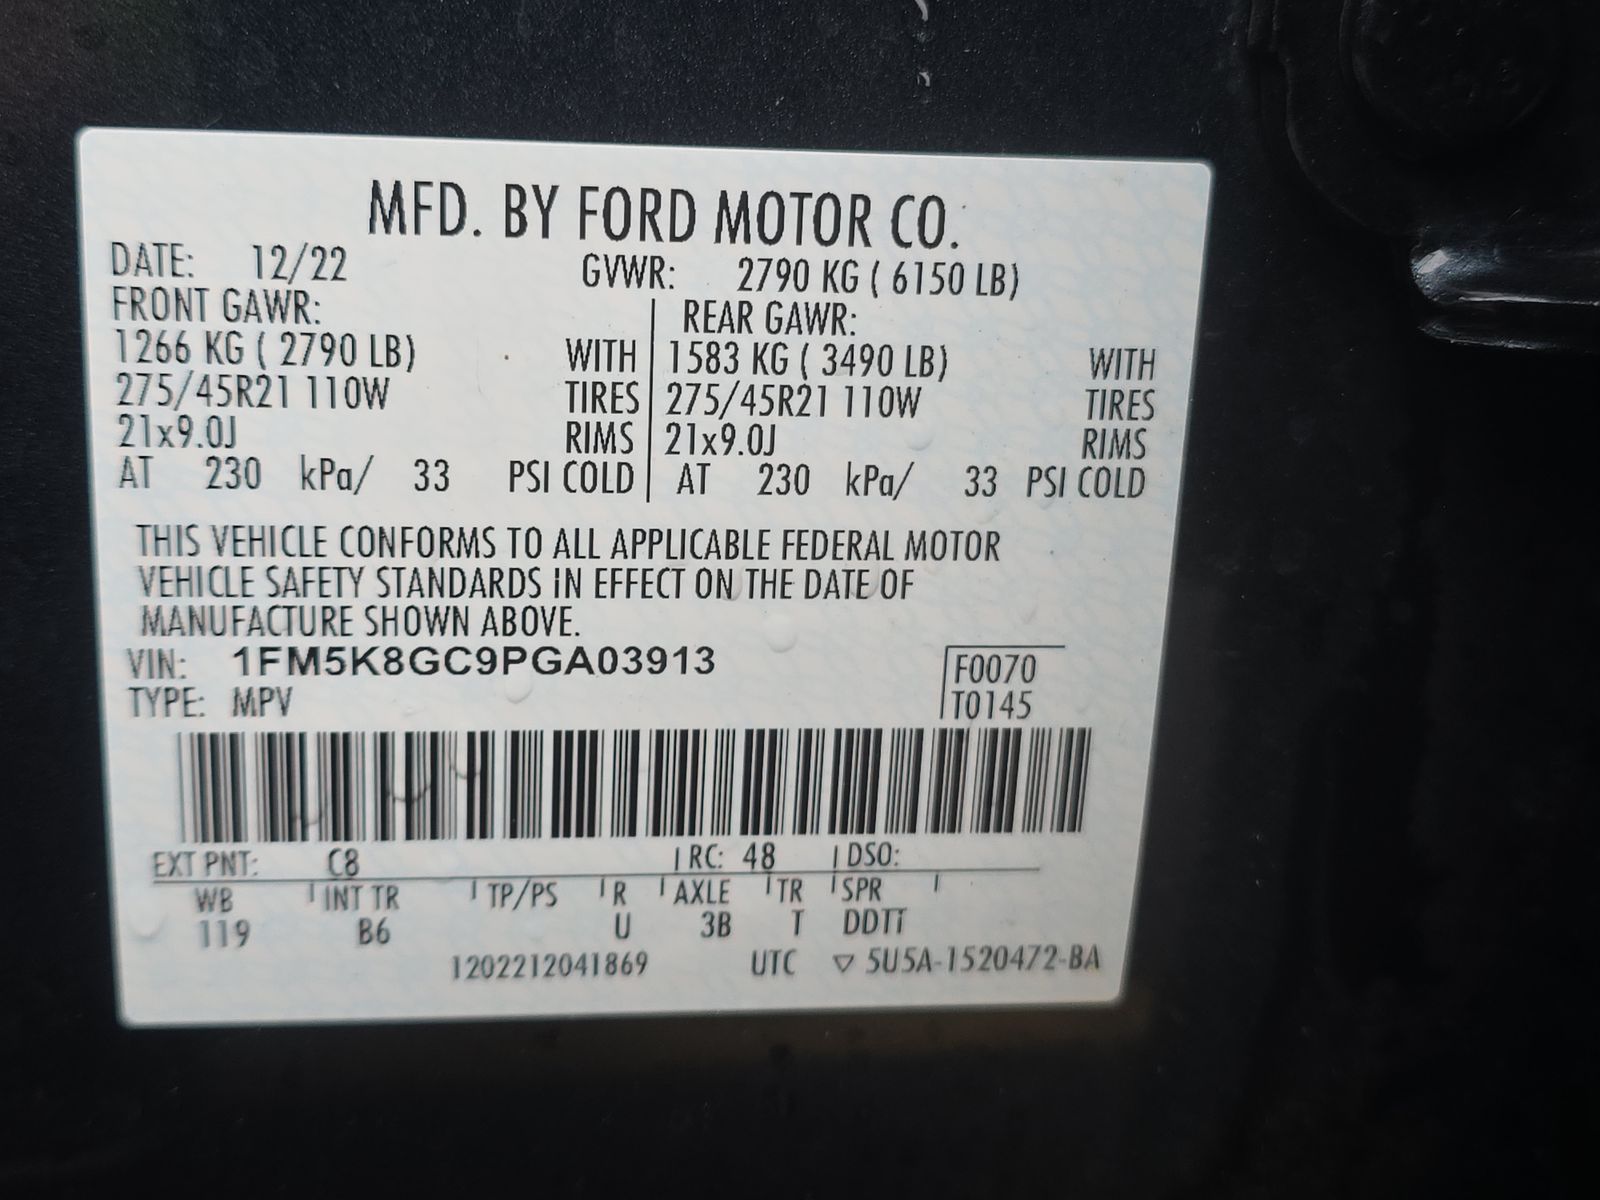 MFD. BY FORD MOTOR CO.
DATE: 12/22 GVWR: 2790 KG ( 6150 LB)
FRONT GAWR: REAR GAWR:
1266 KG ( 2790 LB) WITH 1583 KG ( 3490 LB) WITH
275/45R21 110W TIRES 275/45R21 110W TIRES
21x9.0J RIMS 21x9.0J RIMS
AT 230 kPa/ 33 PSI COLD AT 230 kPa/ 33 PSI COLD
THIS VEHICLE CONFORMS TO ALL APPLICABLE FEDERAL MOTOR
VEHICLE SAFETY STANDARDS IN EFFECT ON THE DATE OF
MANUFACTURE SHOWN ABOVE.
VIN: 1FM5K8GC9PGA03913 F0070
TYPE: MPV T0145
EXT PNT: C8 RC: 48 DSO:
WB INT TR TP/PS R AXLE TR SPR
119 B6 U 3B T DDTI
1202212041869 UTC ▽ 5U5A-1520472-BA